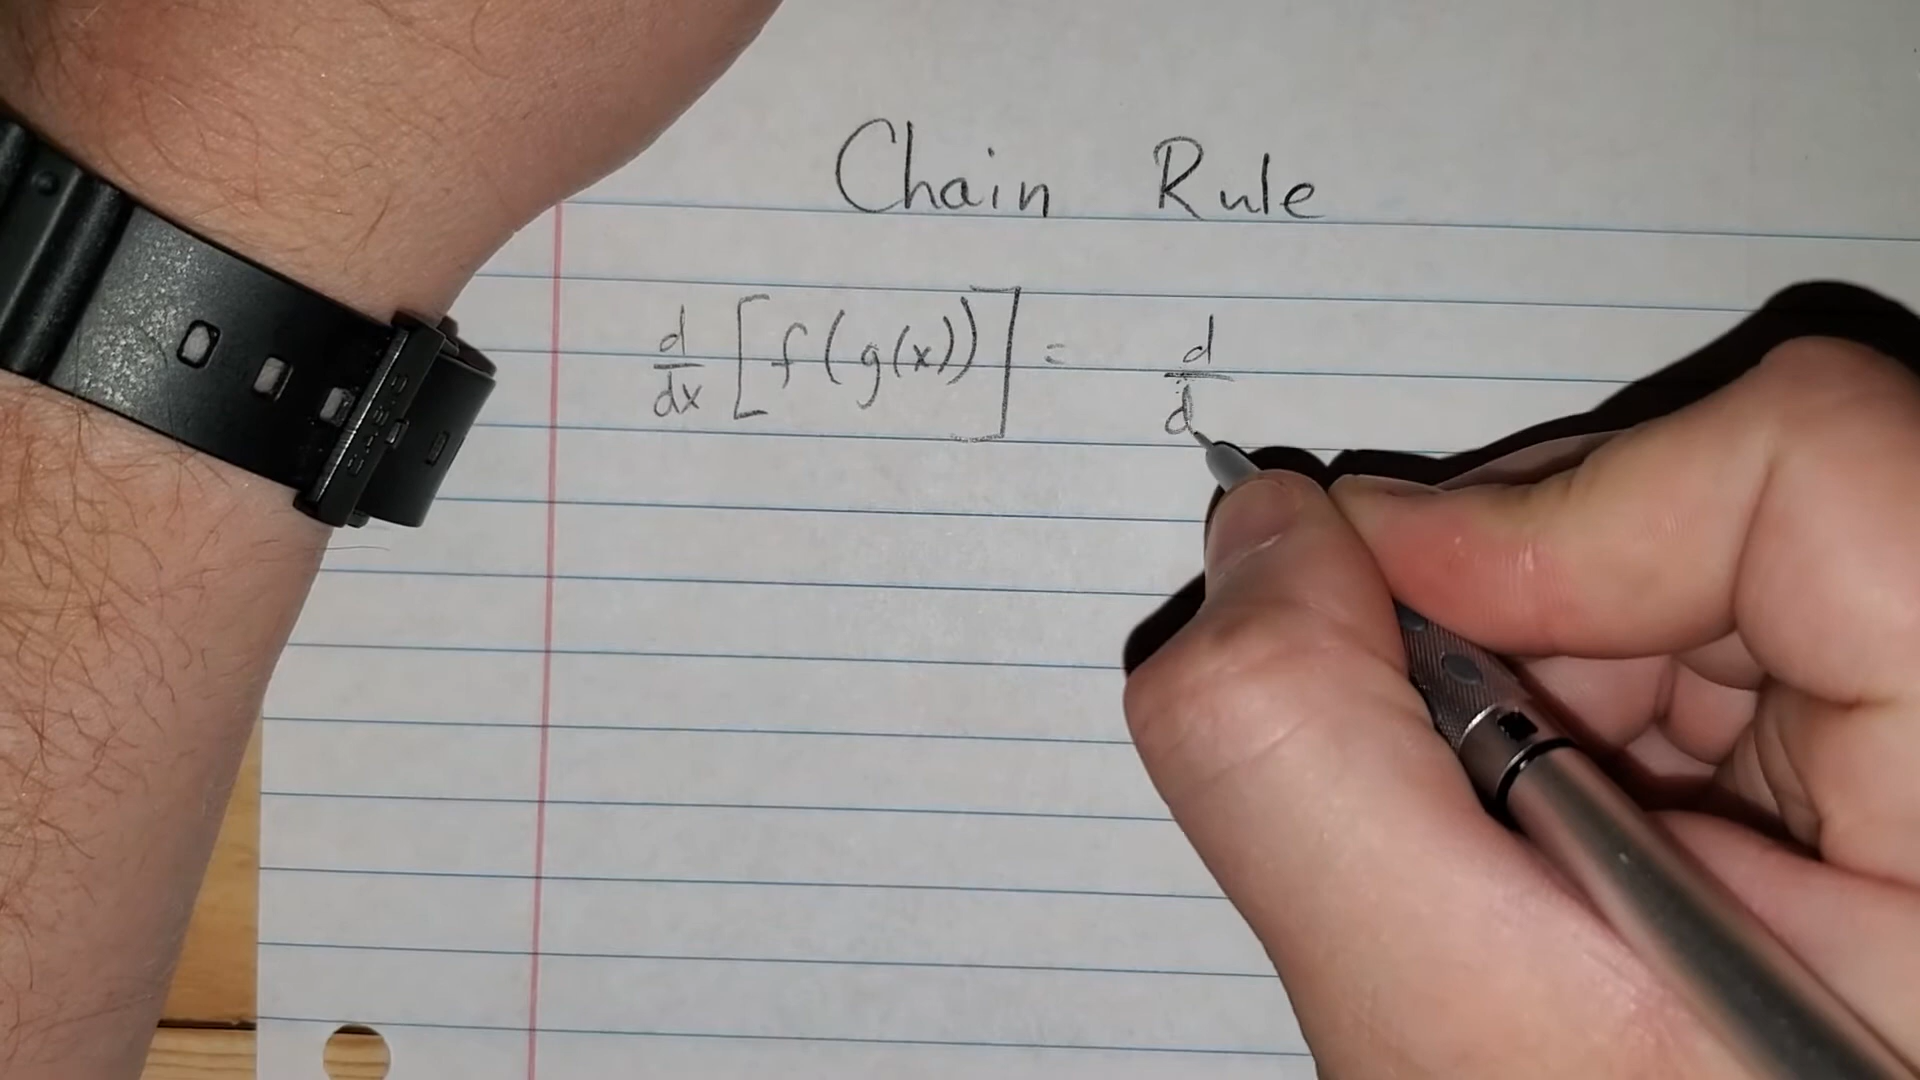 Chain Rule
d/dx [f(g(x))] = d/d